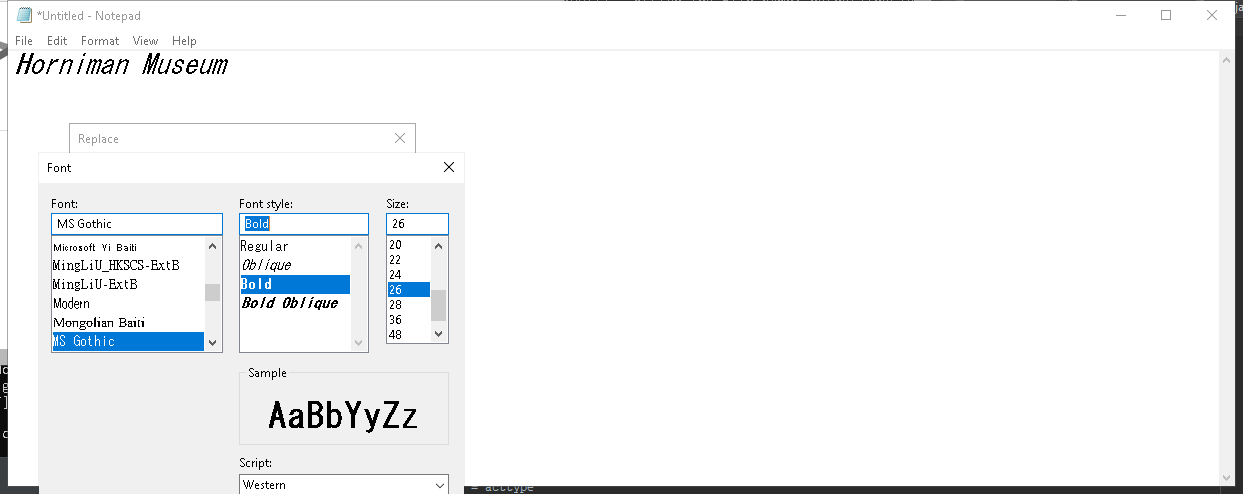 *Untitled - Notepad
File Edit Format View Help
Horniman Museum
Replace
Font
Font: Font style: Size:
MS Gothic Bold 26
Microsoft Yi Baiti
MingLiU_HKSCS-ExtB
MingLiU-ExtB
Modern
Mongolian Baiti
MS Gothic
Regular
Oblique
Bold
Bold Oblique
20
22
24
26
28
36
48
Sample
AaBbYyZz
Script:
Western
= acttype